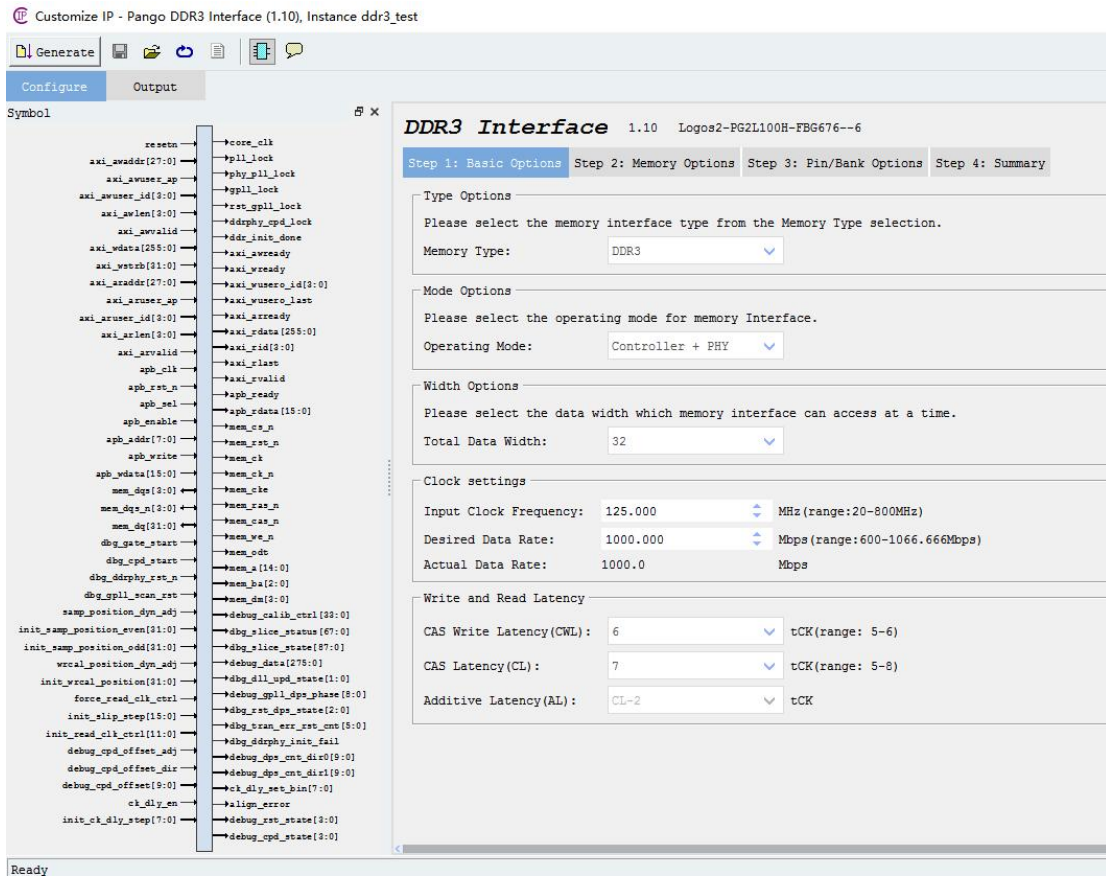 Customize IP - Pango DDR3 Interface (1.10), Instance ddr3_test
Generate
Configure Output
Symbol
resetn
axi_awaddr[27:0]
axi_awuser_ap
axi_awuser_id[3:0]
axi_awlen[3:0]
axi_awvalid
axi_wdata[255:0]
axi_wstrb[31:0]
axi_araddr[27:0]
axi_aruser_ap
axi_aruser_id[3:0]
axi_arlen[3:0]
axi_arvalid
apb_clk
apb_rst_n
apb_sel
apb_enable
apb_addr[7:0]
apb_write
apb_wdata[15:0]
mem_dqs[3:0]
mem_dqs_n[3:0]
mem_dq[31:0]
dbg_gate_start
dbg_cpd_start
dbg_ddrphy_rst_n
dbg_gpll_scan_rst
samp_position_dyn_adj
init_samp_position_even[31:0]
init_samp_position_odd[31:0]
wrcal_position_dyn_adj
init_wrcal_position[31:0]
force_read_clk_ctrl
init_slip_step[15:0]
init_read_clk_ctrl[11:0]
debug_cpd_offset_adj
debug_cpd_offset_dir
debug_cpd_offset[9:0]
ck_dly_en
init_ck_dly_step[7:0]
core_clk
pll_lock
phy_pll_lock
gpll_lock
rst_gpll_lock
ddrphy_cpd_lock
ddr_init_done
axi_awready
axi_wready
axi_wusero_id[3:0]
axi_wusero_last
axi_arready
axi_rdata[255:0]
axi_rid[3:0]
axi_rlast
axi_rvalid
apb_ready
apb_rdata[15:0]
mem_cs_n
mem_rst_n
mem_ck
mem_ck_n
mem_cke
mem_ras_n
mem_cas_n
mem_we_n
mem_odt
mem_a[14:0]
mem_ba[2:0]
mem_dm[3:0]
debug_calib_ctrl[33:0]
dbg_slice_status[67:0]
dbg_slice_state[87:0]
debug_data[275:0]
dbg_dll_upd_state[1:0]
debug_gpll_dps_phase[8:0]
dbg_rst_dps_state[2:0]
dbg_tran_err_rst_cnt[5:0]
dbg_ddrphy_init_fail
debug_dps_cnt_dir0[9:0]
debug_dps_cnt_dir1[9:0]
ck_dly_set_bin[7:0]
align_error
debug_rst_state[3:0]
debug_cpd_state[3:0]
DDR3 Interface 1.10 Logos2-PG2L100H-FBG676--6
Step 1: Basic Options Step 2: Memory Options Step 3: Pin/Bank Options Step 4: Summary
Type Options
Please select the memory interface type from the Memory Type selection.
Memory Type: DDR3
Mode Options
Please select the operating mode for memory Interface.
Operating Mode: Controller + PHY
Width Options
Please select the data width which memory interface can access at a time.
Total Data Width: 32
Clock settings
Input Clock Frequency: 125.000 MHz(range:20-800MHz)
Desired Data Rate: 1000.000 Mbps(range:600-1066.666Mbps)
Actual Data Rate: 1000.0 Mbps
Write and Read Latency
CAS Write Latency(CWL): 6 tCK(range: 5-6)
CAS Latency(CL): 7 tCK(range: 5-8)
Additive Latency(AL): CL-2 tCK
Ready